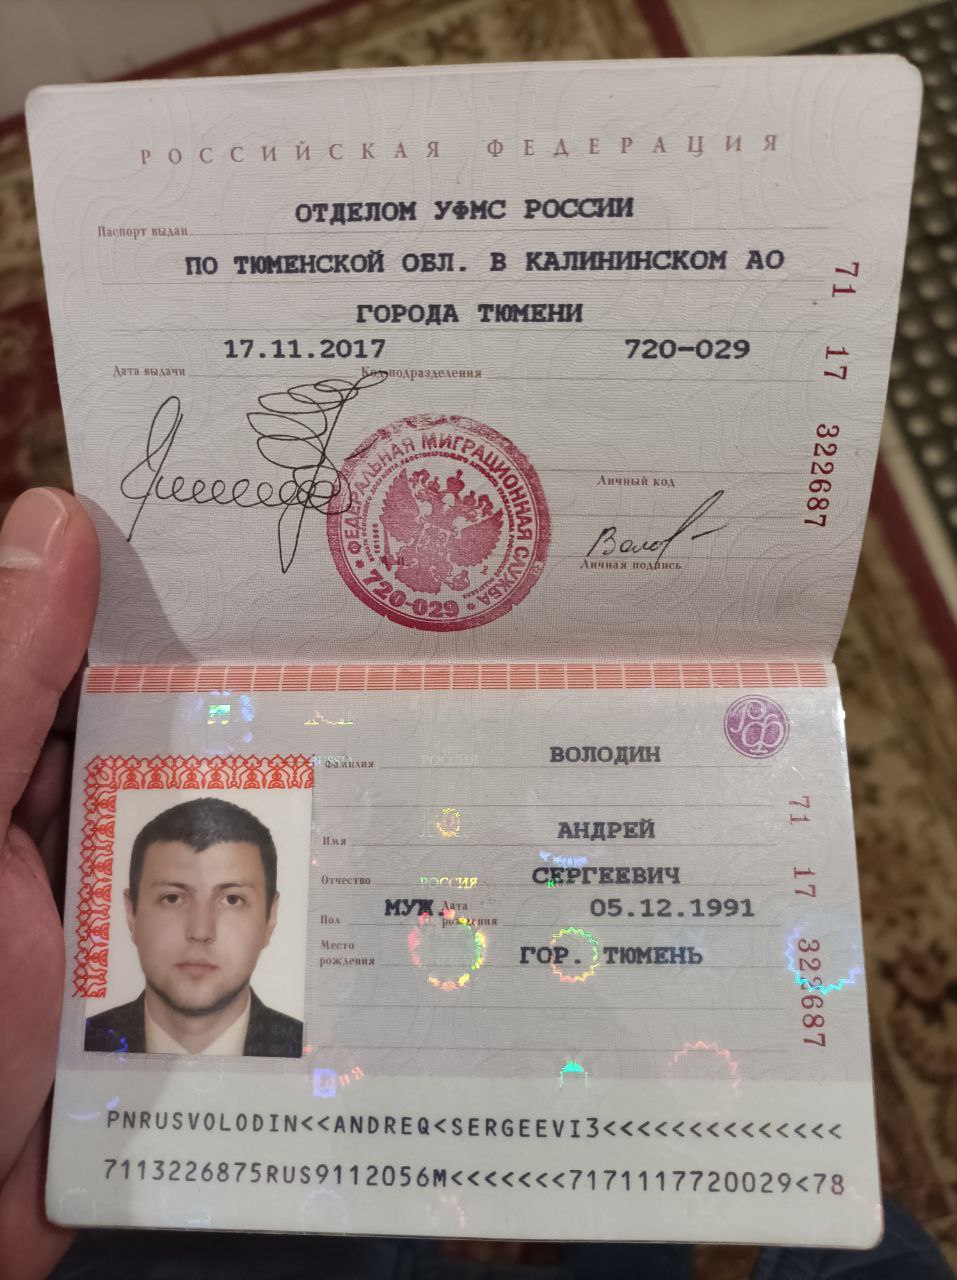 РОССИЙСКАЯ ФЕДЕРАЦИЯ
Паспорт выдан ОТДЕЛОМ УФМС РОССИИ
ПО ТЮМЕНСКОЙ ОБЛ. В КАЛИНИНСКОМ АО
ГОРОДА ТЮМЕНИ
Дата выдачи 17.11.2017 Код подразделения 720-029
71 17 322687
ФЕДЕРАЛЬНАЯ МИГРАЦИОННАЯ СЛУЖБА
720-029
Личный код
Личная подпись
РФ
Фамилия ВОЛОДИН
Имя АНДРЕЙ
Отчество СЕРГЕЕВИЧ
Пол МУЖ. Дата рождения 05.12.1991
Место рождения ГОР. ТЮМЕНЬ
РОССИЯ
71 17 322687
PNRUSVOLODIN<<ANDREQ<SERGEEVI3<<<<<<<<<<<<<<
7113226875RUS9112056M<<<<<<<7171117720029<78